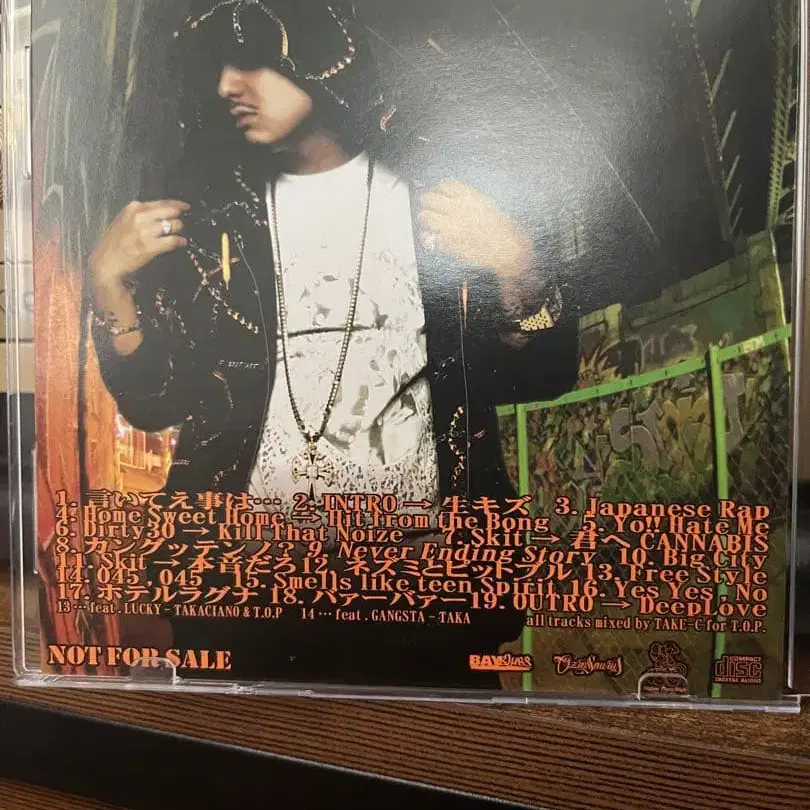 1. 言いてえ事は… 2. INTRO → 生キズ 3. Japanese Rap
4. Home Sweet Home → Hit from the Bong 5. Yo!! Hate Me
6. Dirty30 → Kill That Noize 7. Skit → 君へ CANNABIS
8. カングッテンノ? 9. Never Ending Story 10. Big City
11. Skit → 本音だろ 12. ネズミとピットブル 13. Free Style
14. 045, 045 15. Smells like teen Spirit 16. Yes Yes, No
17. ホテルラグナ 18. バァーバァー 19. OUTRO → DeepLove
13… feat. LUCKY-TAKACIANO & T.O.P 14… feat. GANGSTA-TAKA
all tracks mixed by TAKE-C for T.O.P.
NOT FOR SALE BAYBLUES OzzroSaurus COMPACT disc DIGITAL AUDIO